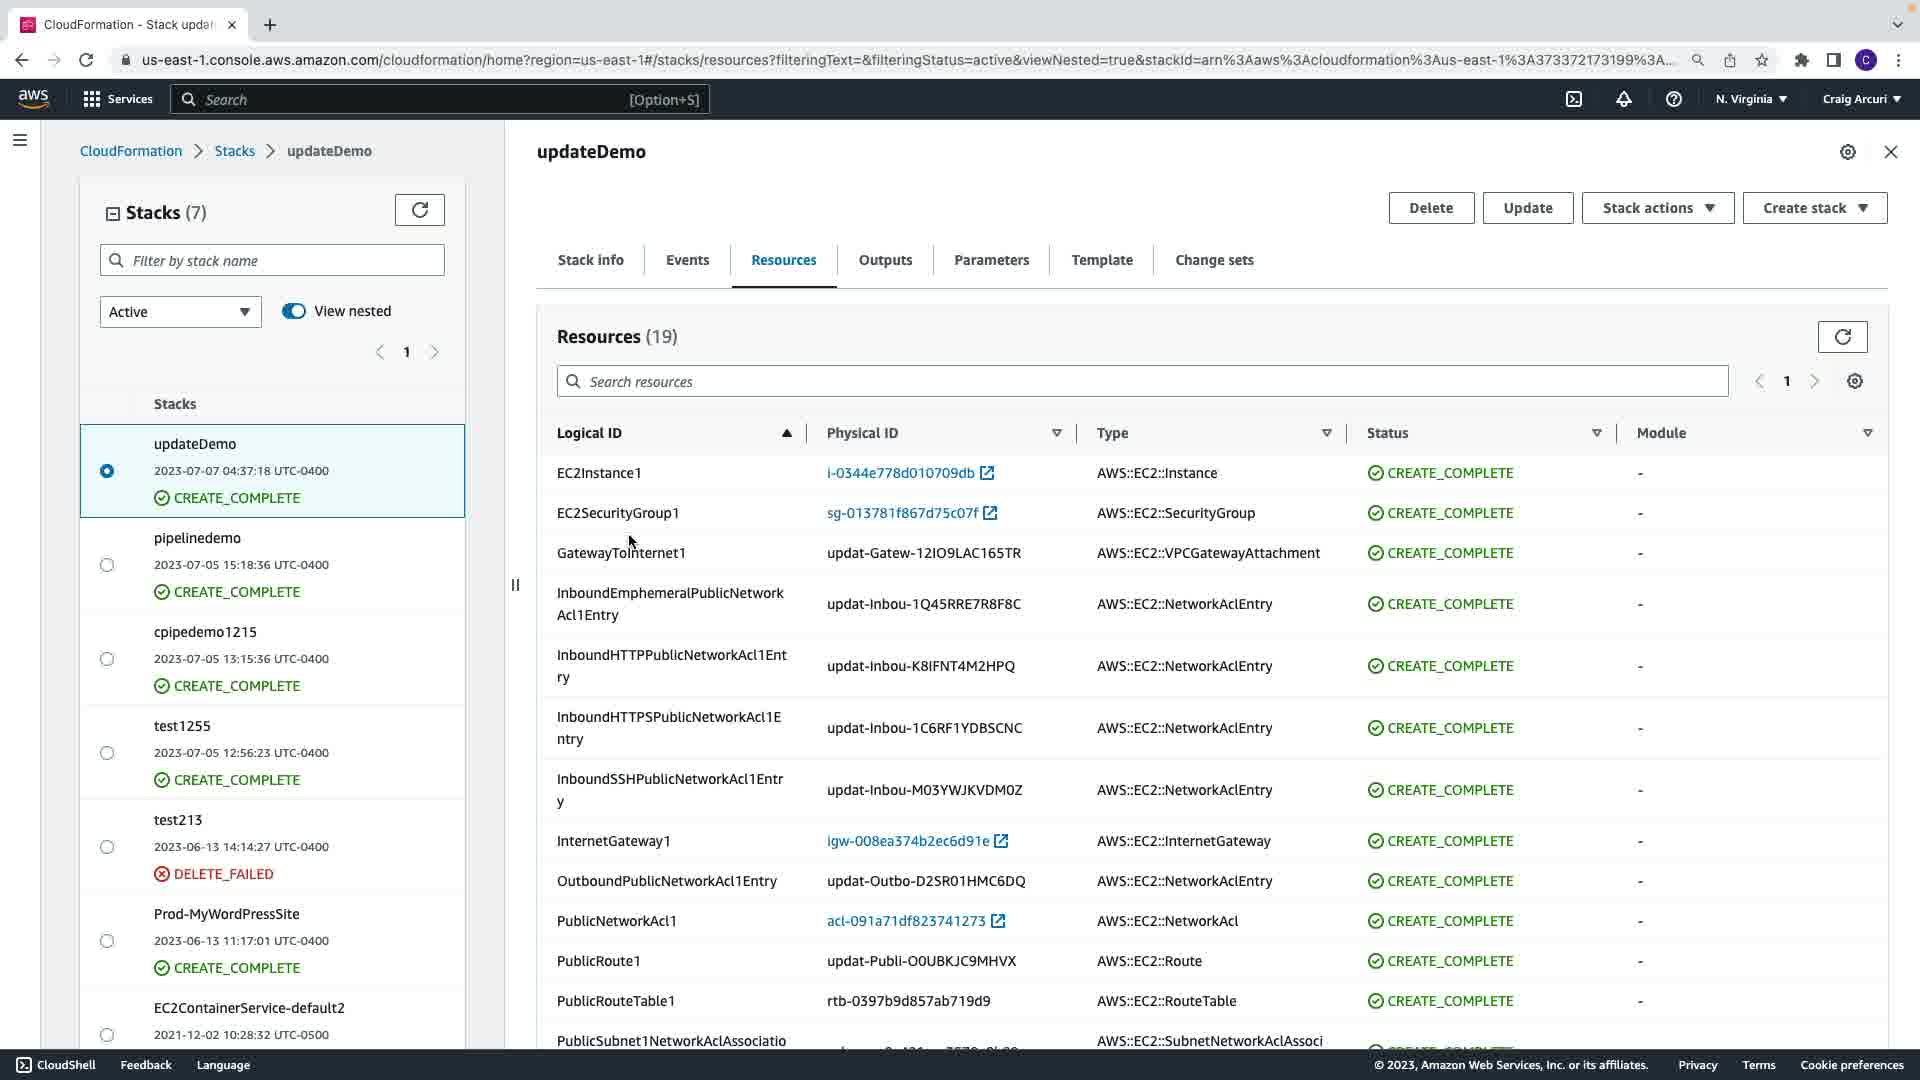 CloudFormation - Stack updat
us-east-1.console.aws.amazon.com/cloudformation/home?region=us-east-1#/stacks/resources?filteringText=&filteringStatus=active&viewNested=true&stackId=arn%3Aaws%3Acloudformation%3Aus-east-1%3A373372173199%3A...
C
aws
Services
Search
[Option+S]
N. Virginia
Craig Arcuri
CloudFormation
Stacks
updateDemo
Stacks (7)
Filter by stack name
Active
View nested
1
Stacks
updateDemo
2023-07-07 04:37:18 UTC-0400
CREATE_COMPLETE
pipelinedemo
2023-07-05 15:18:36 UTC-0400
CREATE_COMPLETE
cpipedemo1215
2023-07-05 13:15:36 UTC-0400
CREATE_COMPLETE
test1255
2023-07-05 12:56:23 UTC-0400
CREATE_COMPLETE
test213
2023-06-13 14:14:27 UTC-0400
DELETE_FAILED
Prod-MyWordPressSite
2023-06-13 11:17:01 UTC-0400
CREATE_COMPLETE
EC2ContainerService-default2
2021-12-02 10:28:32 UTC-0500
updateDemo
Delete
Update
Stack actions
Create stack
Stack info
Events
Resources
Outputs
Parameters
Template
Change sets
Resources (19)
Search resources
1
Logical ID
Physical ID
Type
Status
Module
EC2Instance1
i-0344e778d010709db
AWS::EC2::Instance
CREATE_COMPLETE
-
EC2SecurityGroup1
sg-013781f867d75c07f
AWS::EC2::SecurityGroup
CREATE_COMPLETE
-
GatewayToInternet1
updat-Gatew-12IO9LAC165TR
AWS::EC2::VPCGatewayAttachment
CREATE_COMPLETE
-
InboundEmphemeralPublicNetwork
Acl1Entry
updat-Inbou-1Q45RRE7R8F8C
AWS::EC2::NetworkAclEntry
CREATE_COMPLETE
-
InboundHTTPPublicNetworkAcl1Ent
ry
updat-Inbou-K8IFNT4M2HPQ
AWS::EC2::NetworkAclEntry
CREATE_COMPLETE
-
InboundHTTPSPublicNetworkAcl1E
ntry
updat-Inbou-1C6RF1YDBSCNC
AWS::EC2::NetworkAclEntry
CREATE_COMPLETE
-
InboundSSHPublicNetworkAcl1Entr
y
updat-Inbou-M03YWJKVDM0Z
AWS::EC2::NetworkAclEntry
CREATE_COMPLETE
-
InternetGateway1
igw-008ea374b2ec6d91e
AWS::EC2::InternetGateway
CREATE_COMPLETE
-
OutboundPublicNetworkAcl1Entry
updat-Outbo-D2SR01HMC6DQ
AWS::EC2::NetworkAclEntry
CREATE_COMPLETE
-
PublicNetworkAcl1
acl-091a71df823741273
AWS::EC2::NetworkAcl
CREATE_COMPLETE
-
PublicRoute1
updat-Publi-O0UBKJC9MHVX
AWS::EC2::Route
CREATE_COMPLETE
-
PublicRouteTable1
rtb-0397b9d857ab719d9
AWS::EC2::RouteTable
CREATE_COMPLETE
-
PublicSubnet1NetworkAclAssociatio
AWS::EC2::SubnetNetworkAclAssoci
CloudShell
Feedback
Language
© 2023, Amazon Web Services, Inc. or its affiliates.
Privacy
Terms
Cookie preferences